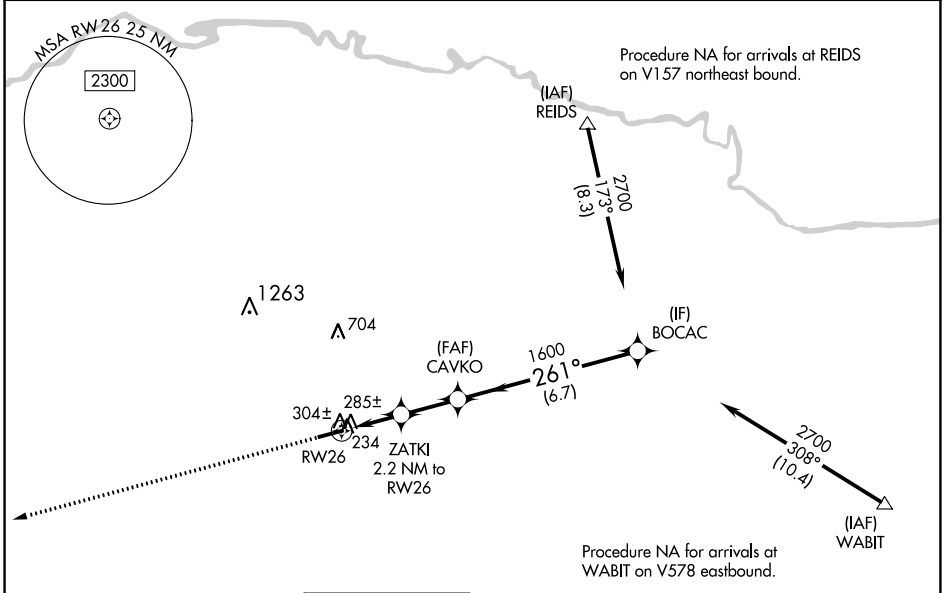 MSA RW26 25 NM
2300
Procedure NA for arrivals at REIDS
on V157 northeast bound.
(IAF)
REIDS
2700
173°
(8.3)
1263
704
(IF)
BOCAC
(FAF)
CAVKO
1600
261°
(6.7)
304±
285±
234
RW26
ZATKI
2.2 NM to
RW26
2700
308°
(10.4)
(IAF)
WABIT
Procedure NA for arrivals at
WABIT on V578 eastbound.